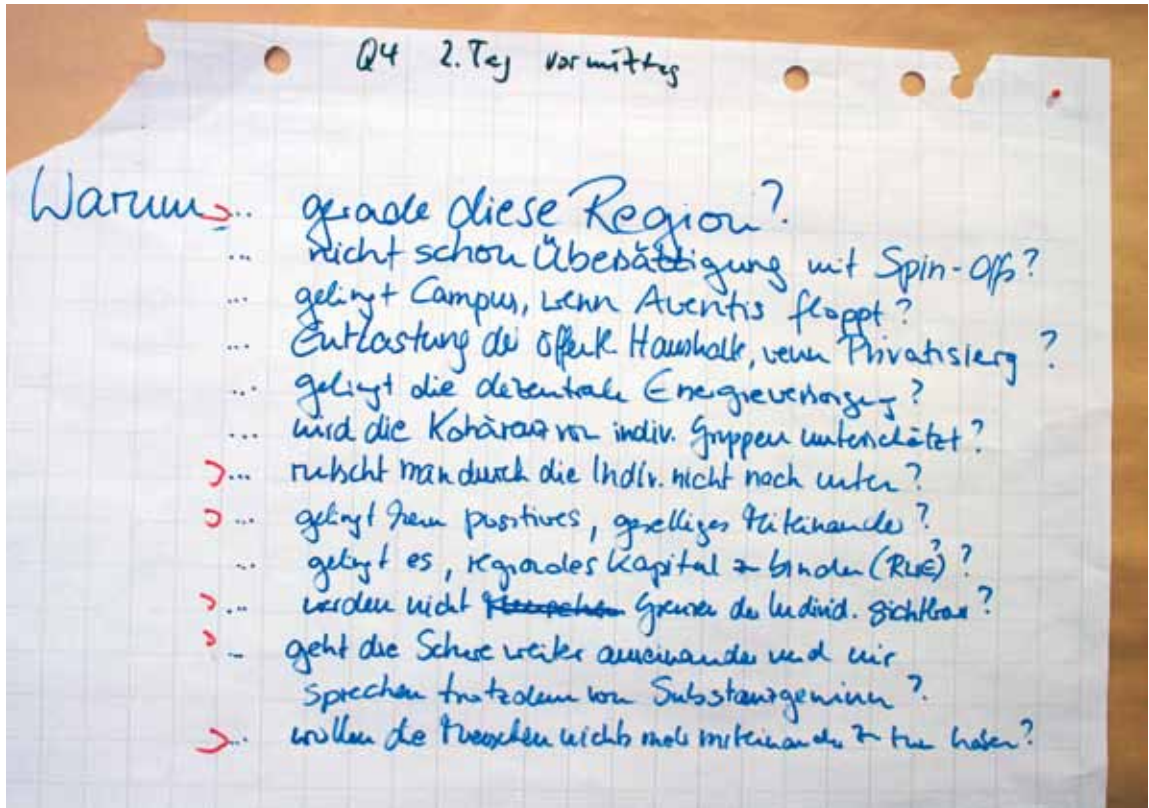 Q4 2. Tag vormittag
Warum ... gerade diese Region?
... nicht schon Übersättigung mit Spin-Offs?
... gelingt Campus, wenn Aventis floppt?
... Entlastung der öffentl. Haushalte, wenn Privatisierg ?
... gelingt die dezentrale Energieversorgung?
... wird die Kohärenz von indiv. Gruppen unterschätzt?
... rutscht man durch die Indiv. nicht nach unten?
... gelingt positives, geselliges Miteinander?
... gelingt es, regionales Kapital zu binden (RWE)?
... werden nicht Grenzen der Individ. sichtbar?
... geht die Schere weiter auseinander und wir
sprechen trotzdem von Substanzgewinn?
... wollen die Menschen nichts mehr miteinander zu tun haben?